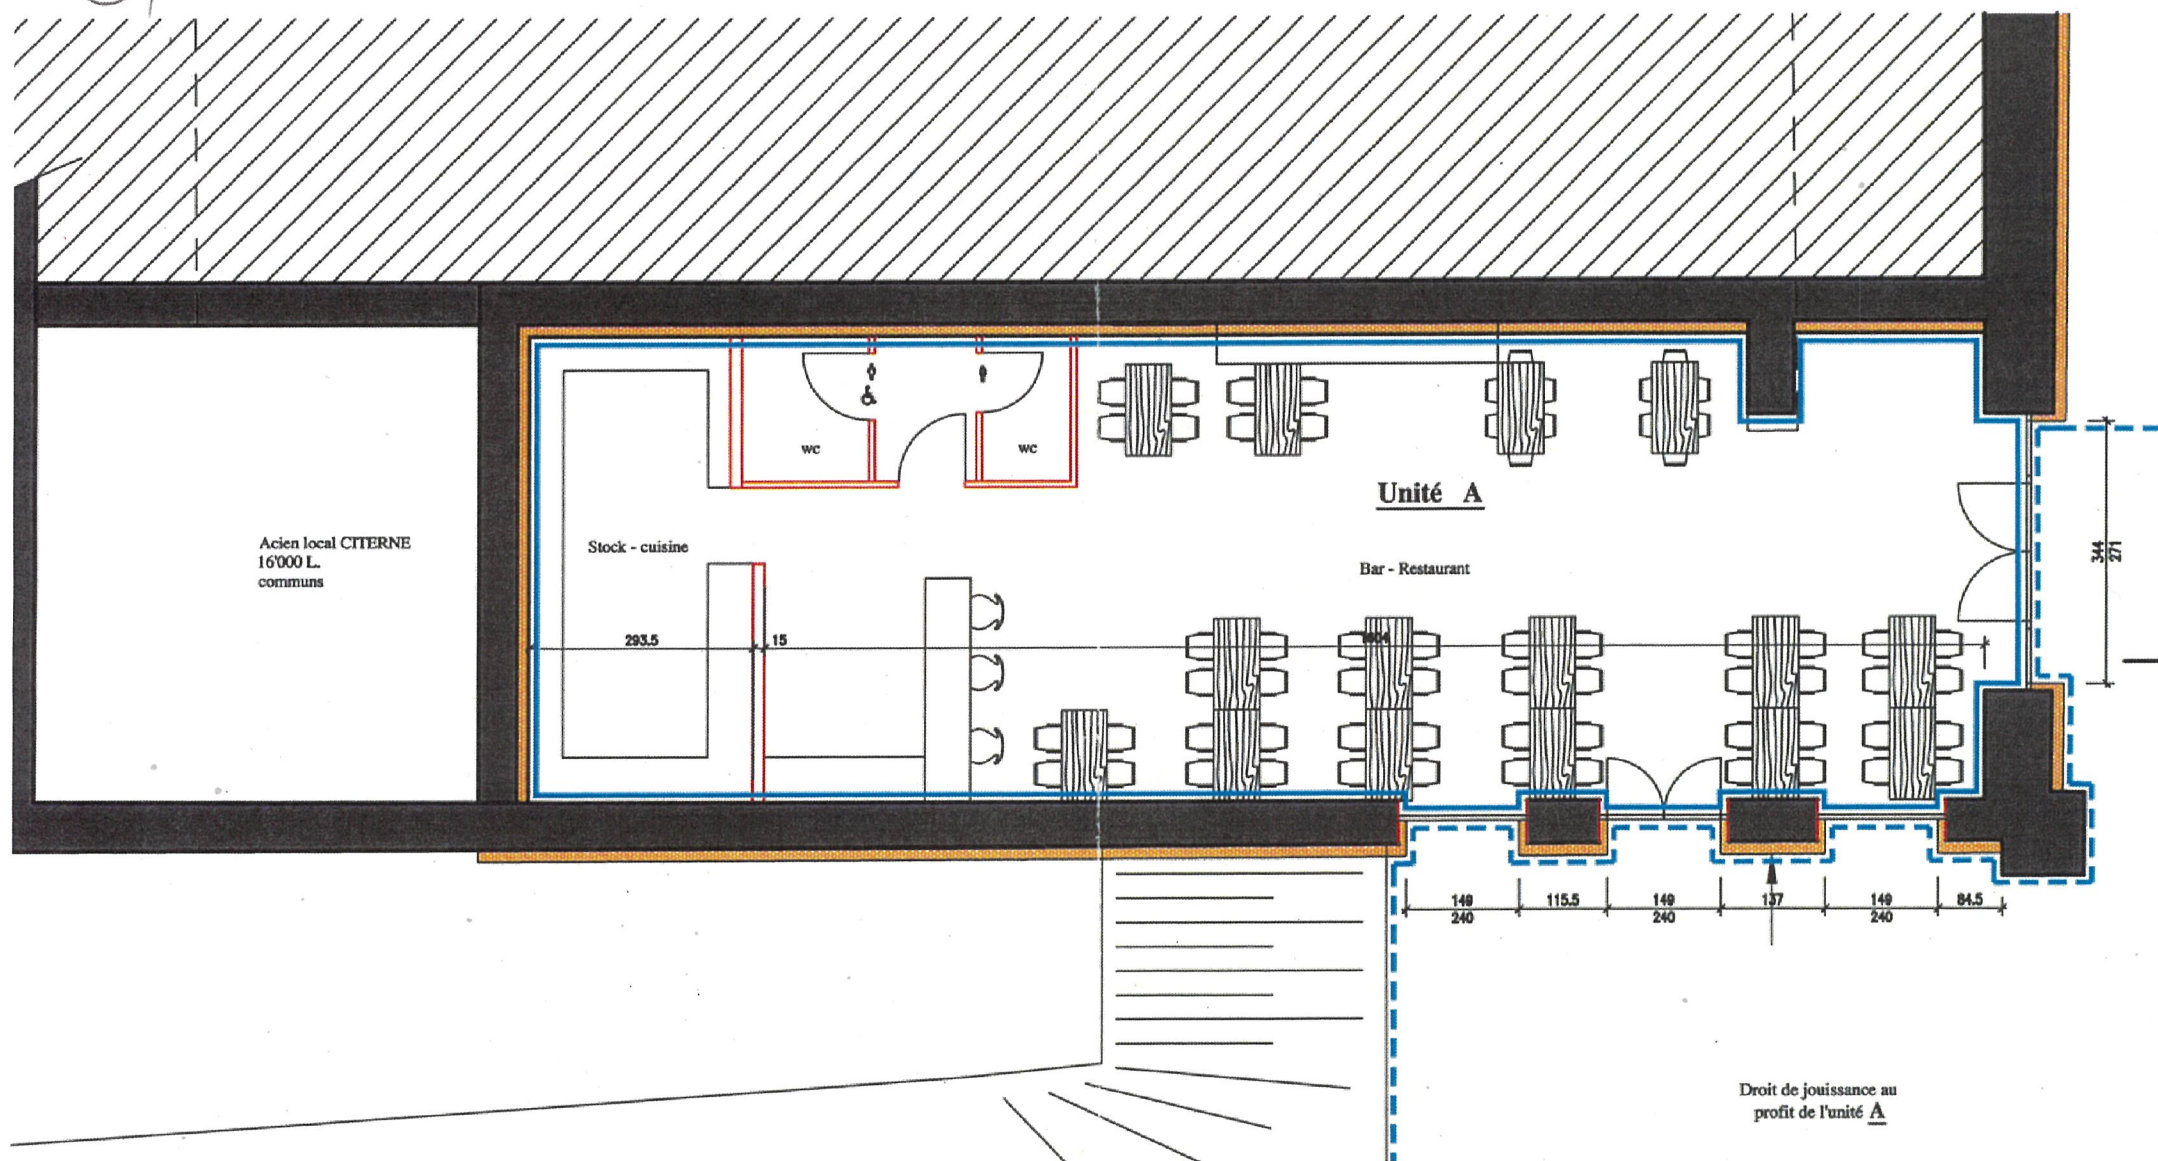 wc
wc
Unité A
344
271
Acien local CITERNE
16'000 L.
communs
Stock - cuisine
Bar - Restaurant
293.5
15
1604
149
240
115.5
149
240
137
149
240
84.5
Droit de jouissance au
profit de l'unité A